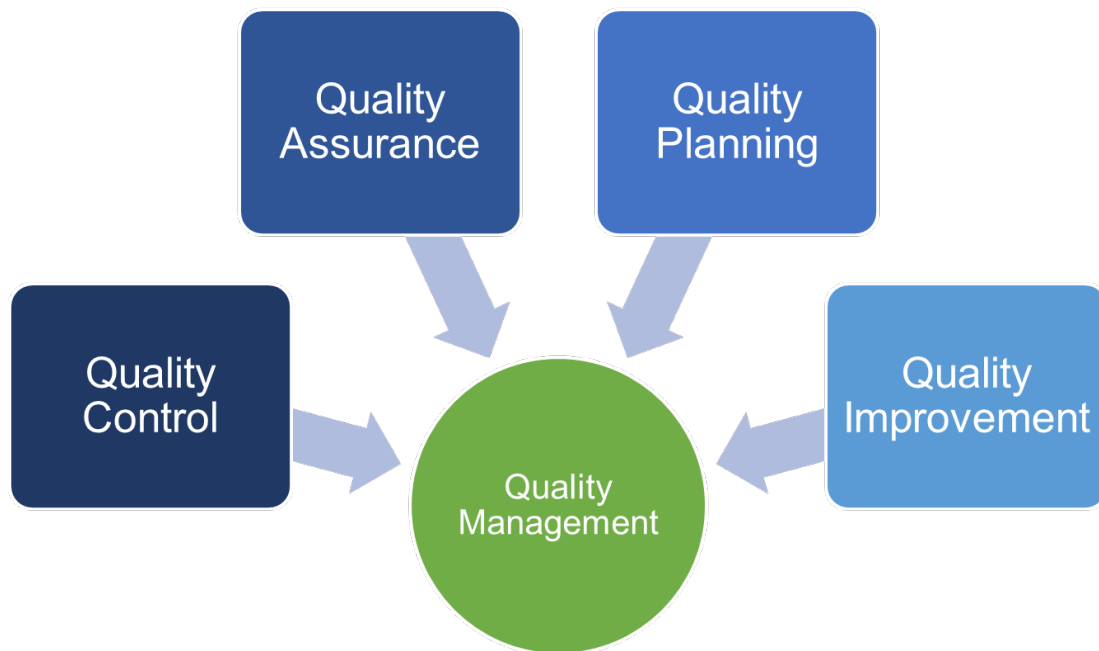 Quality
Assurance
Quality
Planning
Quality
Control
Quality
Improvement
Quality
Management